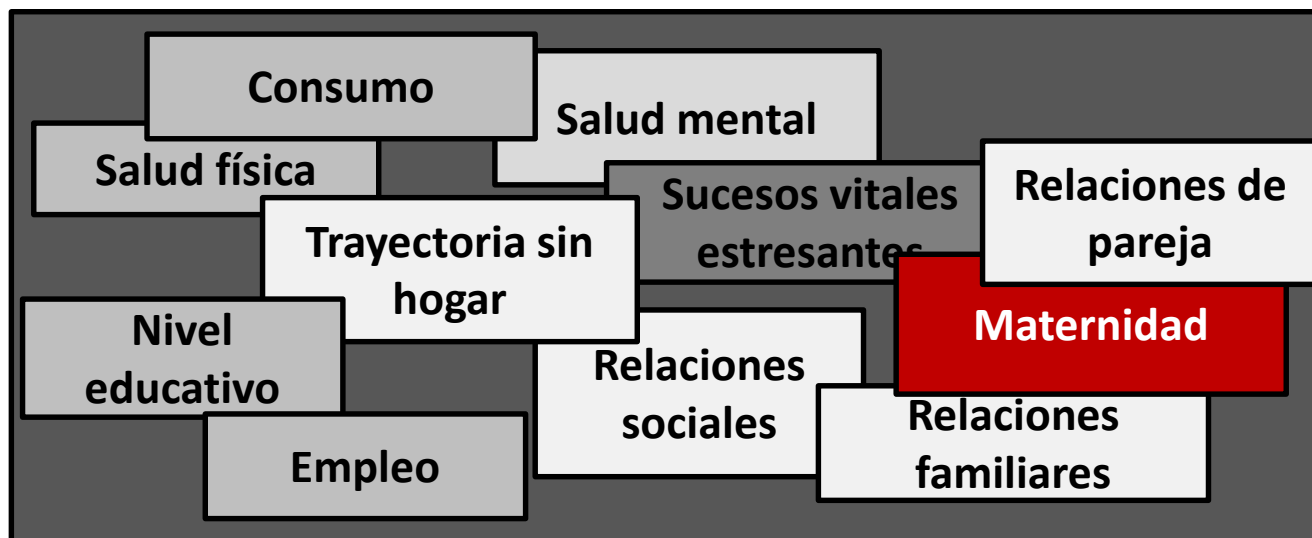 Consumo
Salud mental
Salud física
Sucesos vitales
estresantes
Relaciones de
pareja
Trayectoria sin
hogar
Maternidad
Nivel
educativo
Relaciones
sociales
Relaciones
familiares
Empleo